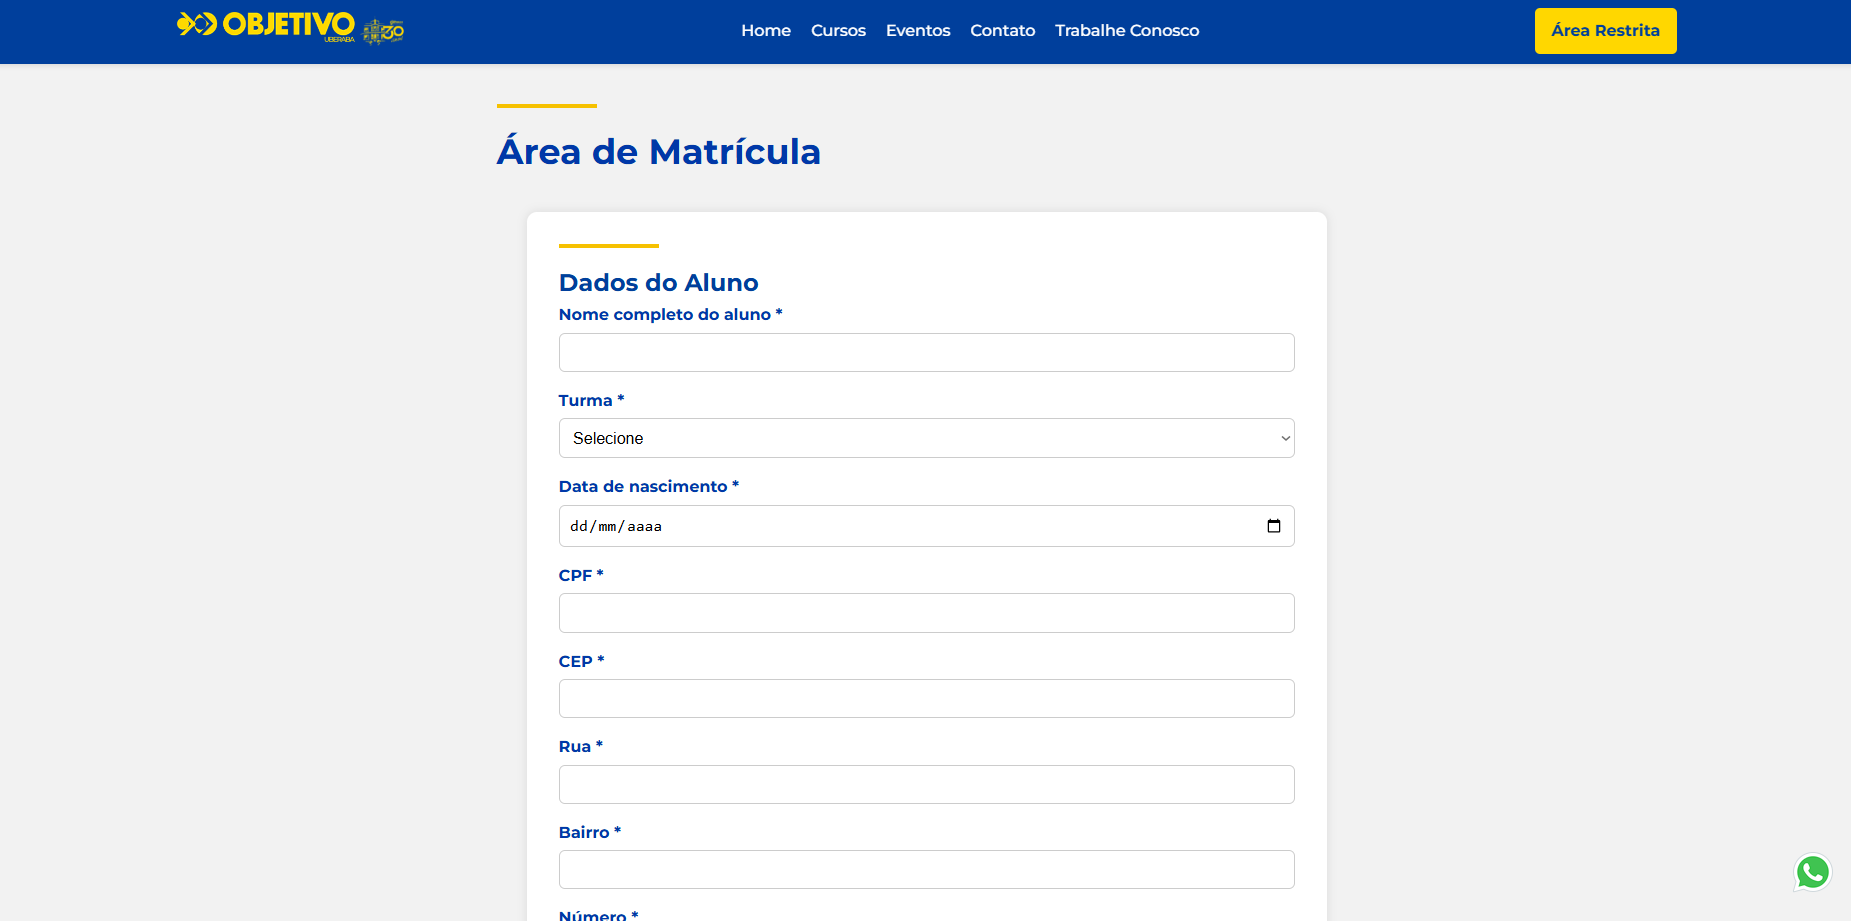 OBJETIVO
UBERABA
30
Home
Cursos
Eventos
Contato
Trabalhe Conosco
Área Restrita
Área de Matrícula
Dados do Aluno
Nome completo do aluno *
Turma *
Selecione
Data de nascimento *
dd/mm/aaaa
CPF *
CEP *
Rua *
Bairro *
Número *